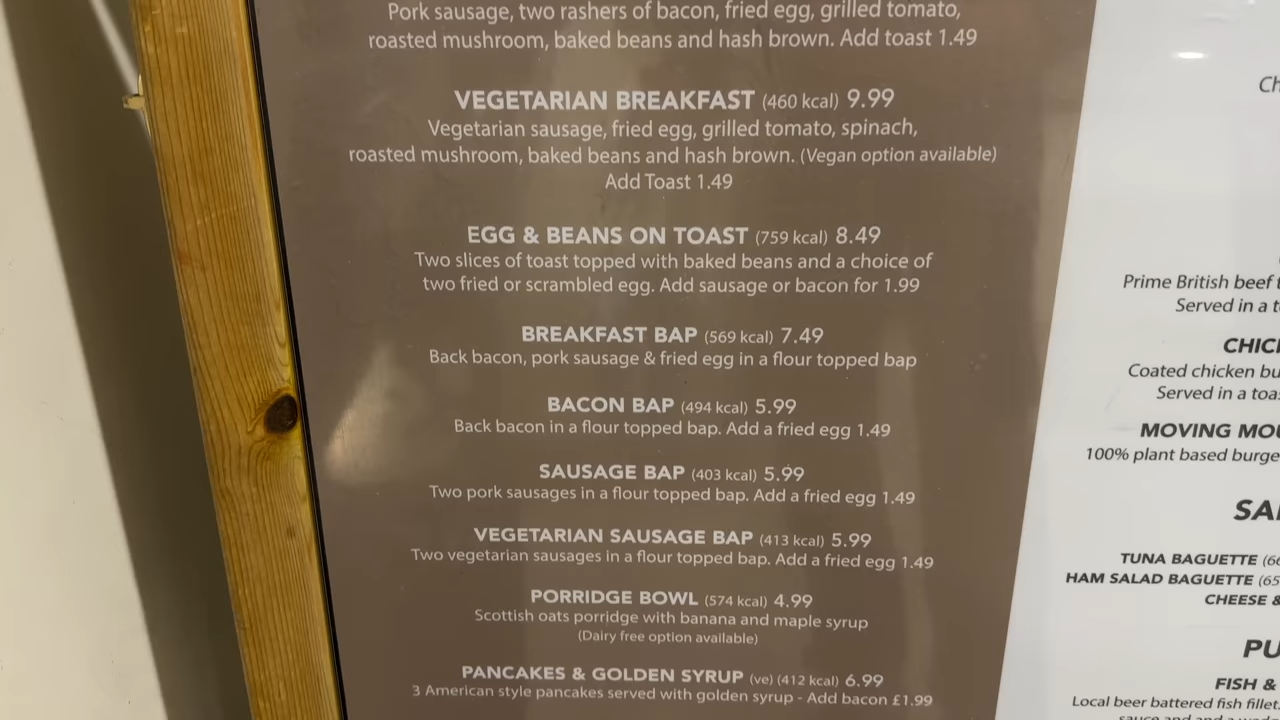 Pork sausage, two rashers of bacon, fried egg, grilled tomato,
roasted mushroom, baked beans and hash brown. Add toast 1.49
VEGETARIAN BREAKFAST (460 kcal) 9.99
Vegetarian sausage, fried egg, grilled tomato, spinach,
roasted mushroom, baked beans and hash brown. (Vegan option available)
Add Toast 1.49
EGG & BEANS ON TOAST (759 kcal) 8.49
Two slices of toast topped with baked beans and a choice of
two fried or scrambled egg. Add sausage or bacon for 1.99
BREAKFAST BAP (569 kcal) 7.49
Back bacon, pork sausage & fried egg in a flour topped bap
BACON BAP (494 kcal) 5.99
Back bacon in a flour topped bap. Add a fried egg 1.49
SAUSAGE BAP (403 kcal) 5.99
Two pork sausages in a flour topped bap. Add a fried egg 1.49
VEGETARIAN SAUSAGE BAP (413 kcal) 5.99
Two vegetarian sausages in a flour topped bap. Add a fried egg 1.49
PORRIDGE BOWL (574 kcal) 4.99
Scottish oats porridge with banana and maple syrup
(Dairy free option available)
PANCAKES & GOLDEN SYRUP (ve) (412 kcal) 6.99
3 American style pancakes served with golden syrup - Add bacon £1.99
Prime British beef
Served in a
Coated chicken
Served in a
MOVING
100% plant based
TUNA BAGUETTE
HAM SALAD BAGUETTE
CHEESE &
FISH &
Local beer battered fish